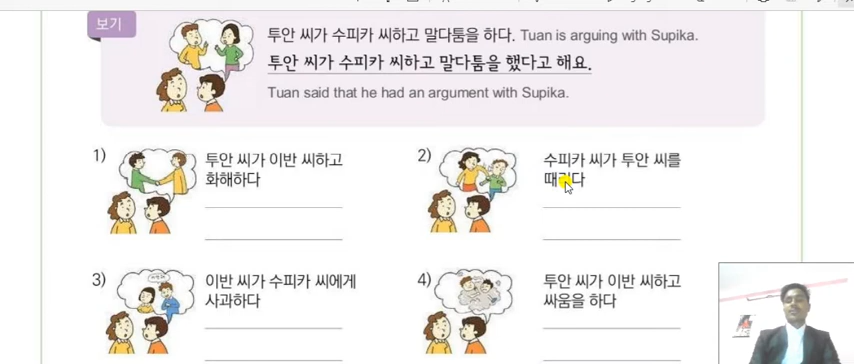 보기
투안 씨가 수피카 씨하고 말다툼을 하다. Tuan is arguing with Supika.
투안 씨가 수피카 씨하고 말다툼을 했다고 해요.
Tuan said that he had an argument with Supika.
1) 투안 씨가 이반 씨하고
화해하다
2) 수피카 씨가 투안 씨를
3) 이반 씨가 수피카 씨에게
사과하다
4) 투안 씨가 이반 씨하고
싸움을 하다